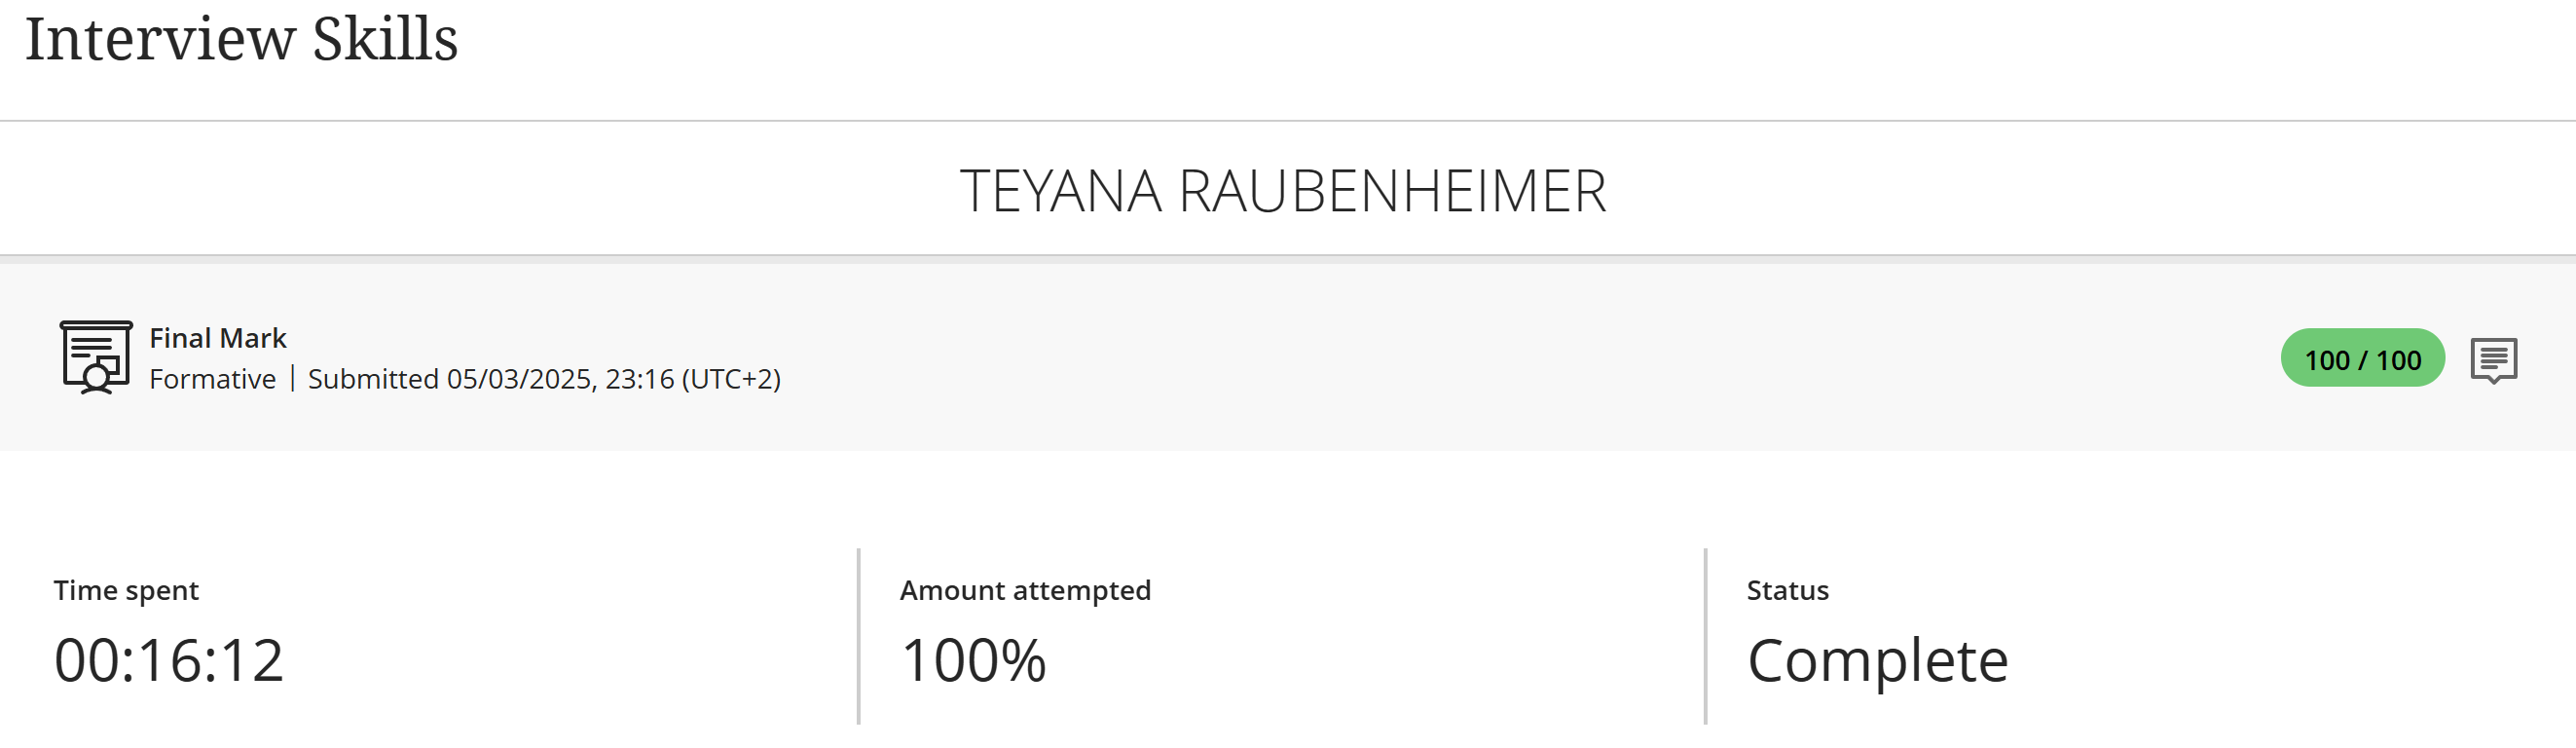 Interview Skills
TEYANA RAUBENHEIMER
Final Mark
Formative | Submitted 05/03/2025, 23:16 (UTC+2)
100 / 100
Time spent
00:16:12
Amount attempted
100%
Status
Complete